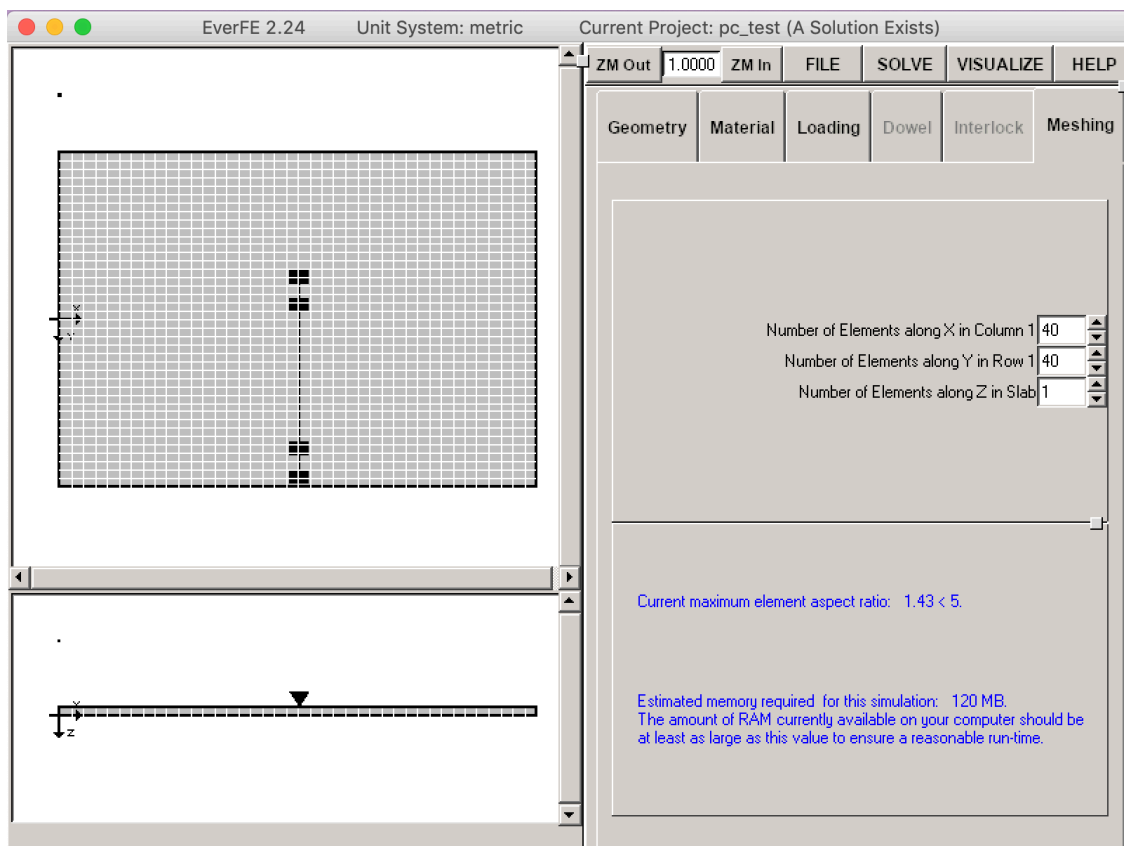 EverFE 2.24 Unit System: metric Current Project: pc_test (A Solution Exists)
ZM Out 1.0000 ZM In FILE SOLVE VISUALIZE HELP
Geometry Material Loading Dowel Interlock Meshing
X
Number of Elements along X in Column 1 40
Number of Elements along Y in Row 1 40
Number of Elements along Z in Slab 1
Current maximum element aspect ratio: 1.43 < 5.
Z
Estimated memory required for this simulation: 120 MB.
The amount of RAM currently available on your computer should be
at least as large as this value to ensure a reasonable run-time.